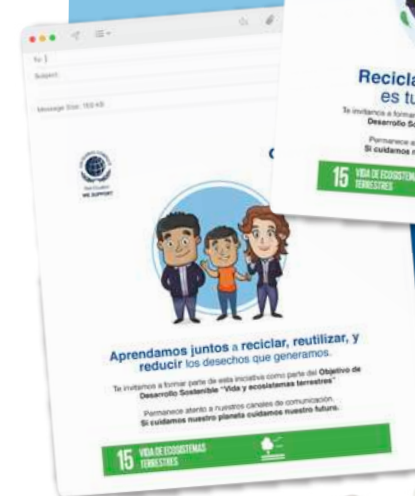 To:
Subject:
Message Size:
WE SUPPORT
Aprendamos juntos a reciclar, reutilizar, y
reducir los desechos que generamos.
Te invitamos a formar parte de esta iniciativa como parte del Objetivo de
Desarrollo Sostenible "Vida y ecosistemas terrestres"
Permanece atento a nuestros canales de comunicación.
Si cuidamos nuestro planeta cuidamos nuestro futuro.
15 VIDA DE ECOSISTEMAS
TERRESTRES
Recicla
es tu
Te invitamos a formar
Desarrollo So
Permanece a
Si cuidamos n
15 VIDA DE ECOSISTEMA
TERRESTRES